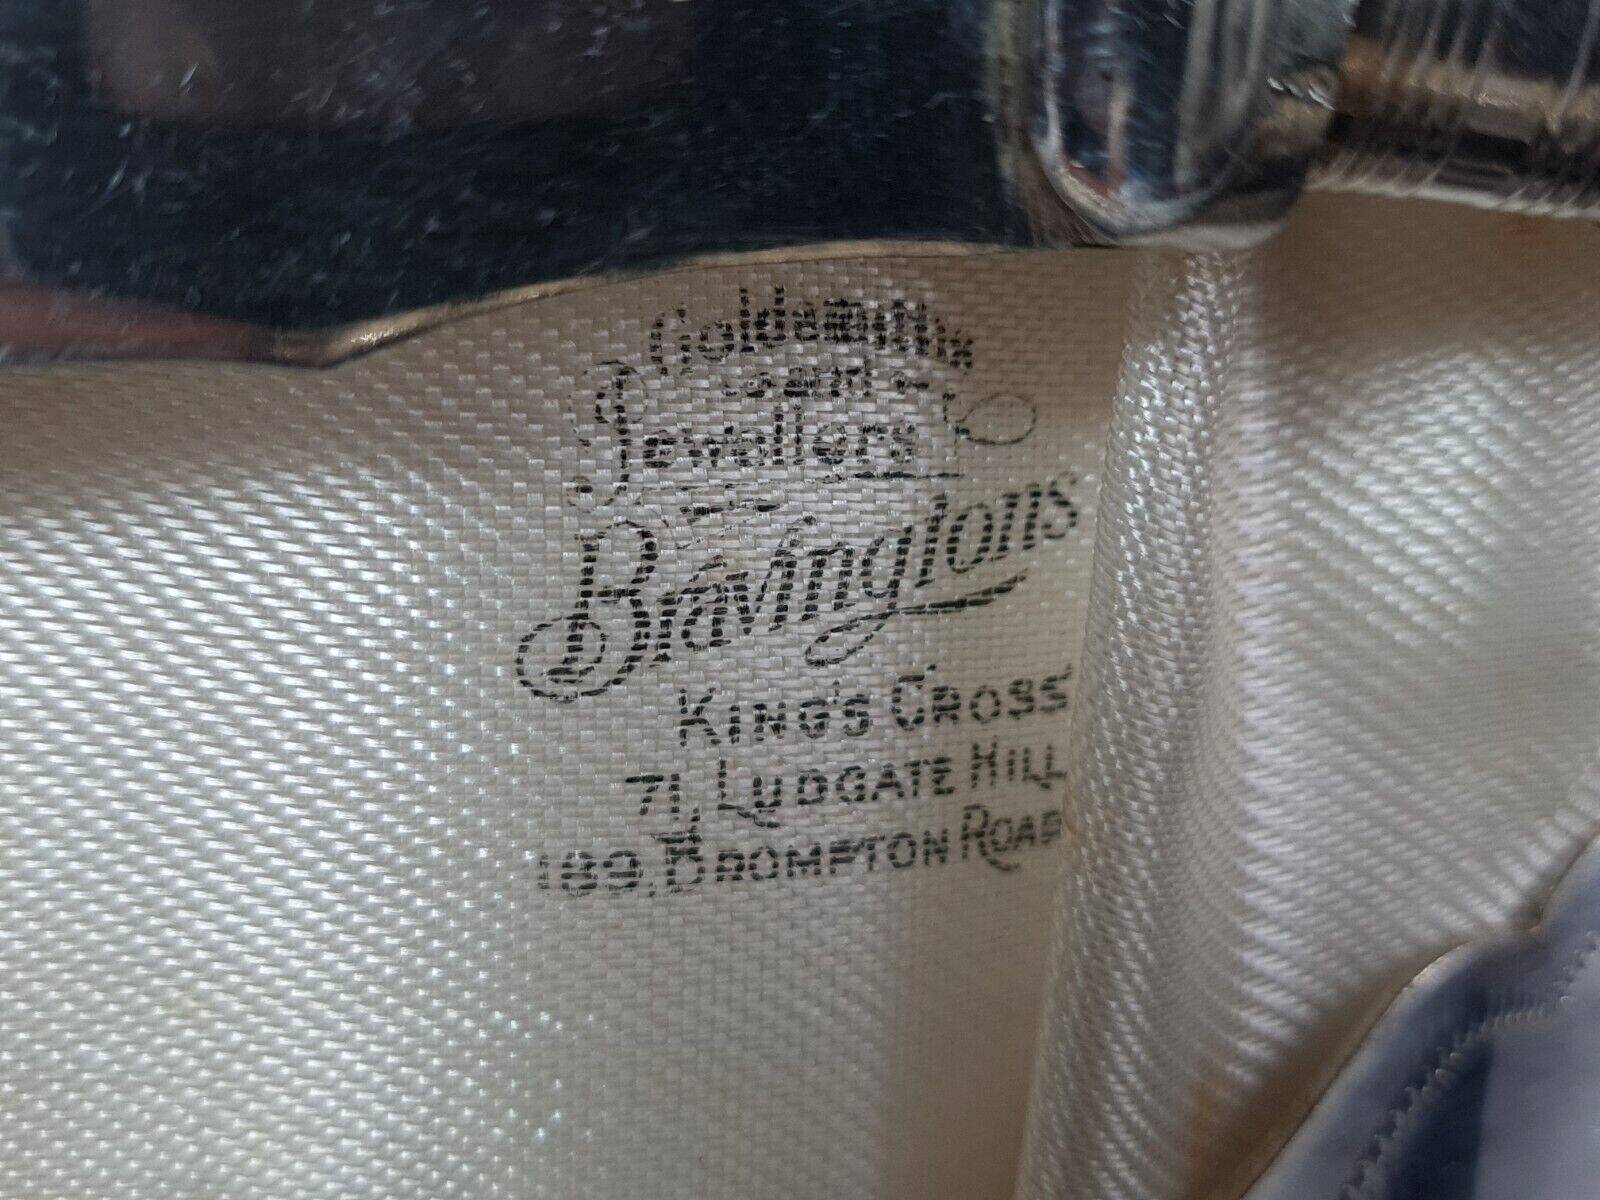 Goldsmiths
and
Jewellers
Bravingtons
KING'S CROSS
71, LUDGATE HILL
189, BROMPTON ROAD